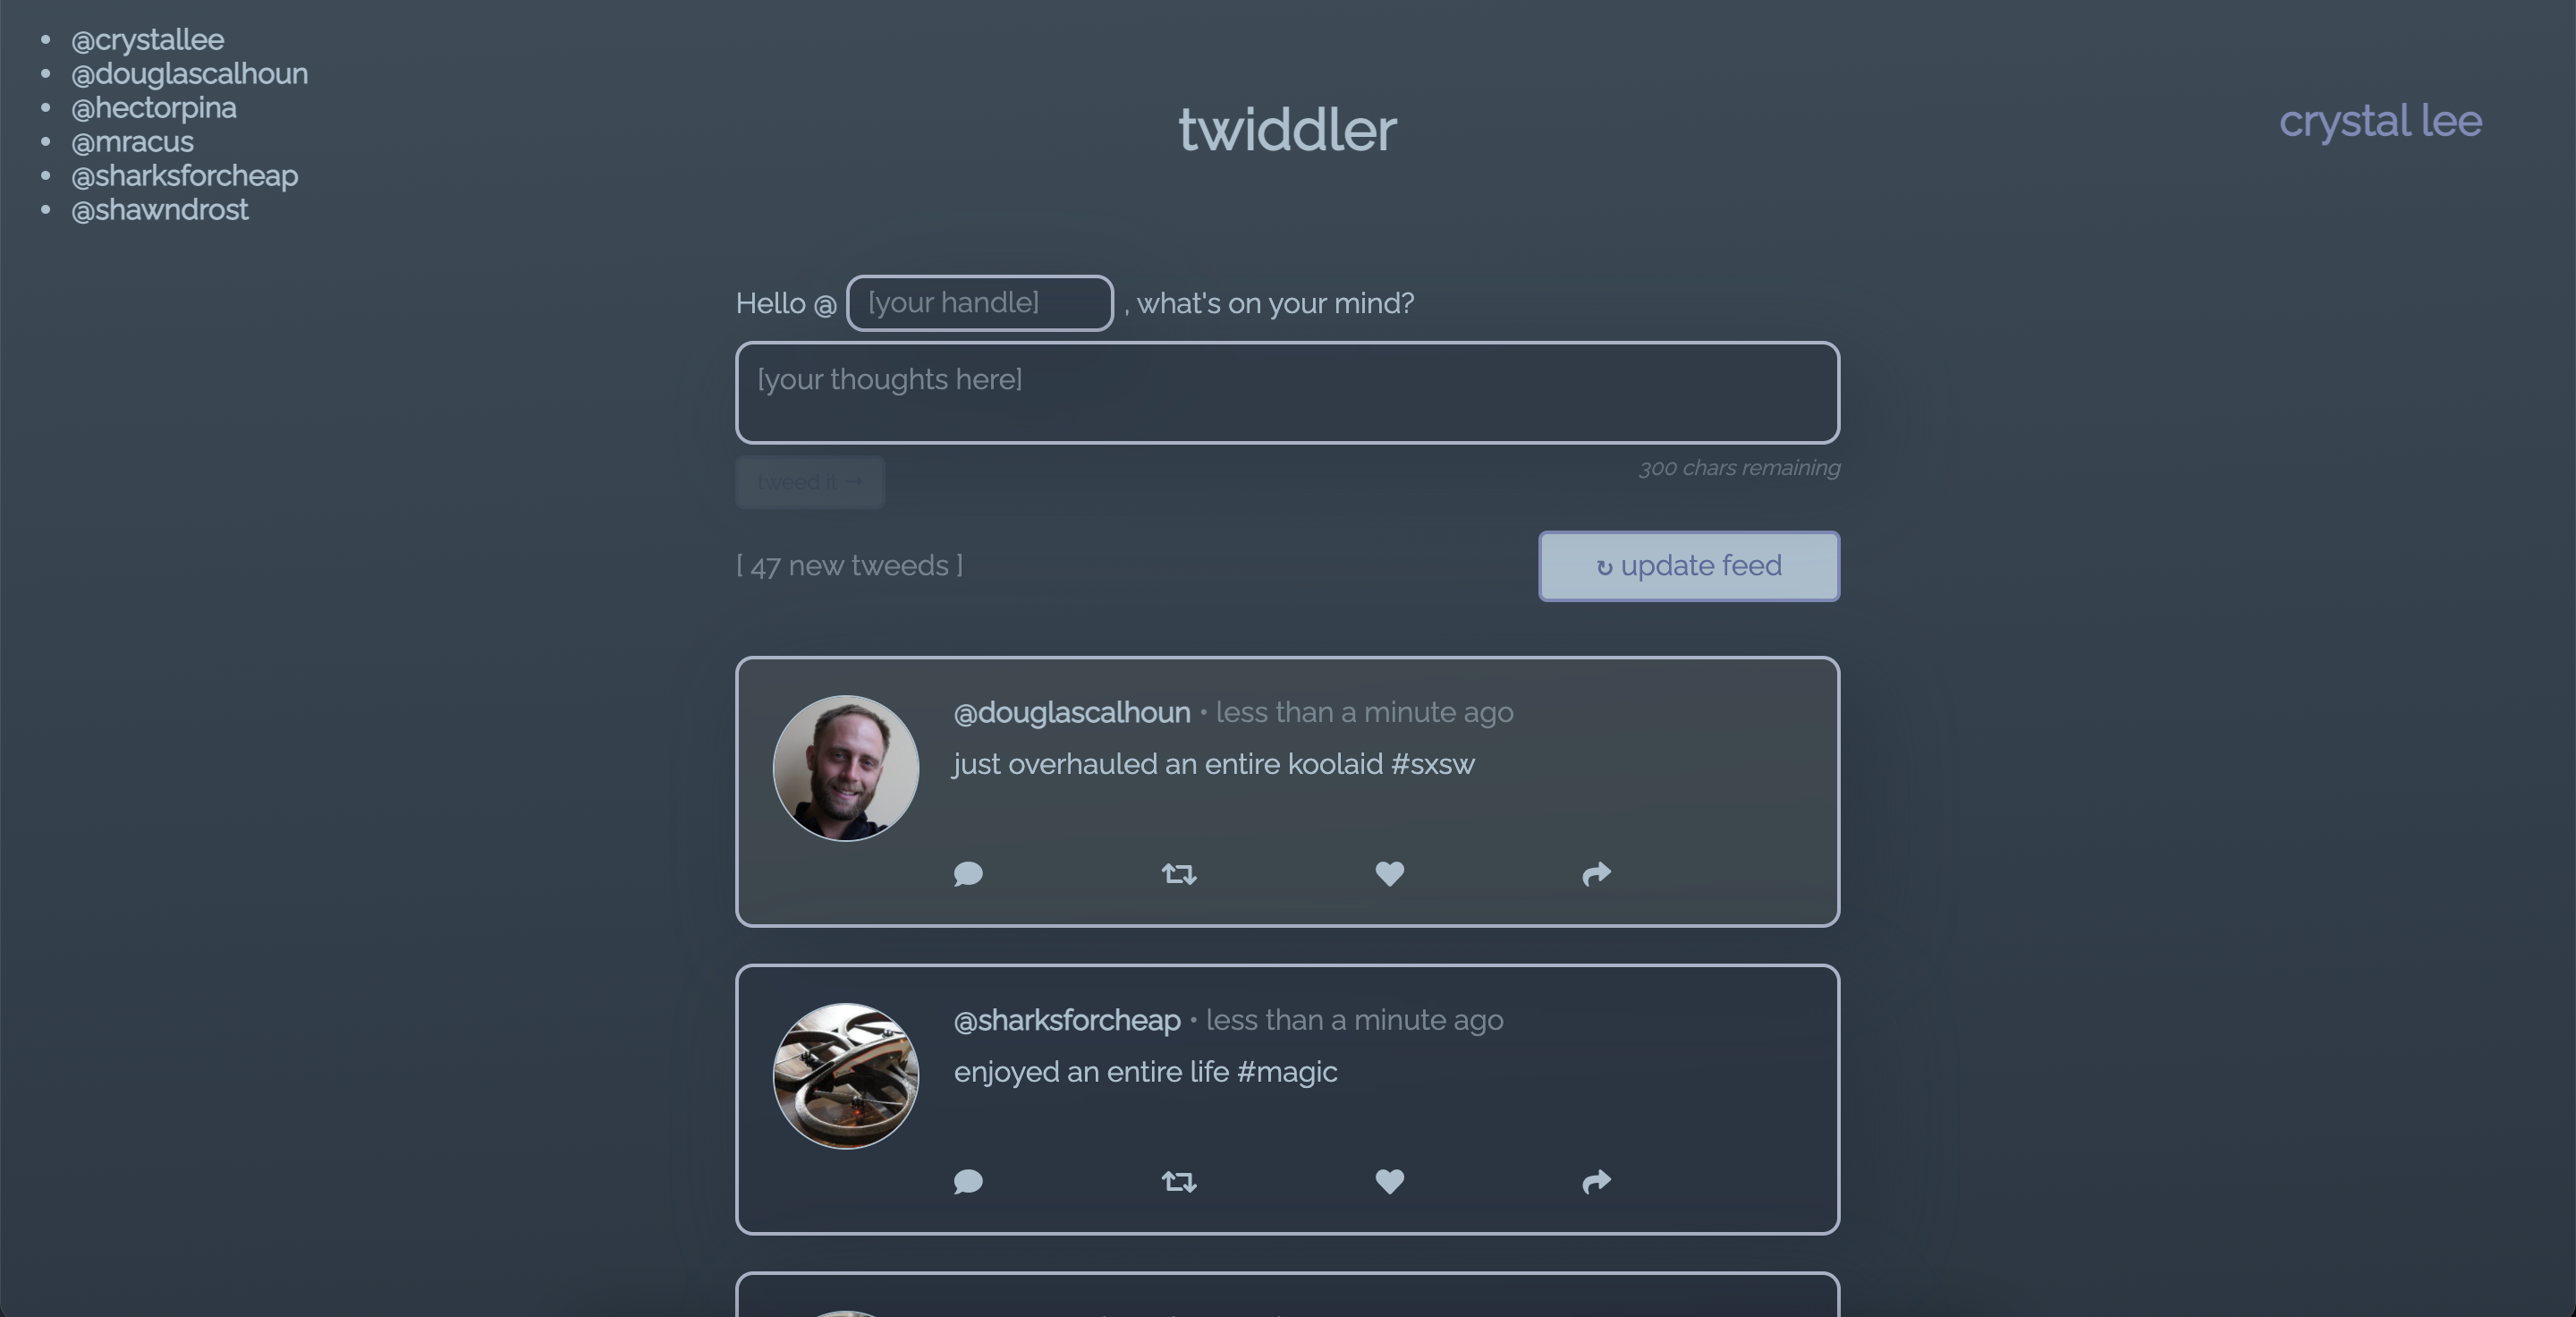 @crystallee
@douglascalhoun
@hectorpina
@mracus
@sharksforcheap
@shawndrost
twiddler
crystal lee
Hello @ [your handle] , what's on your mind?
[your thoughts here]
tweed it →
300 chars remaining
[ 47 new tweeds ]
↻ update feed
@douglascalhoun • less than a minute ago
just overhauled an entire koolaid #sxsw
@sharksforcheap • less than a minute ago
enjoyed an entire life #magic